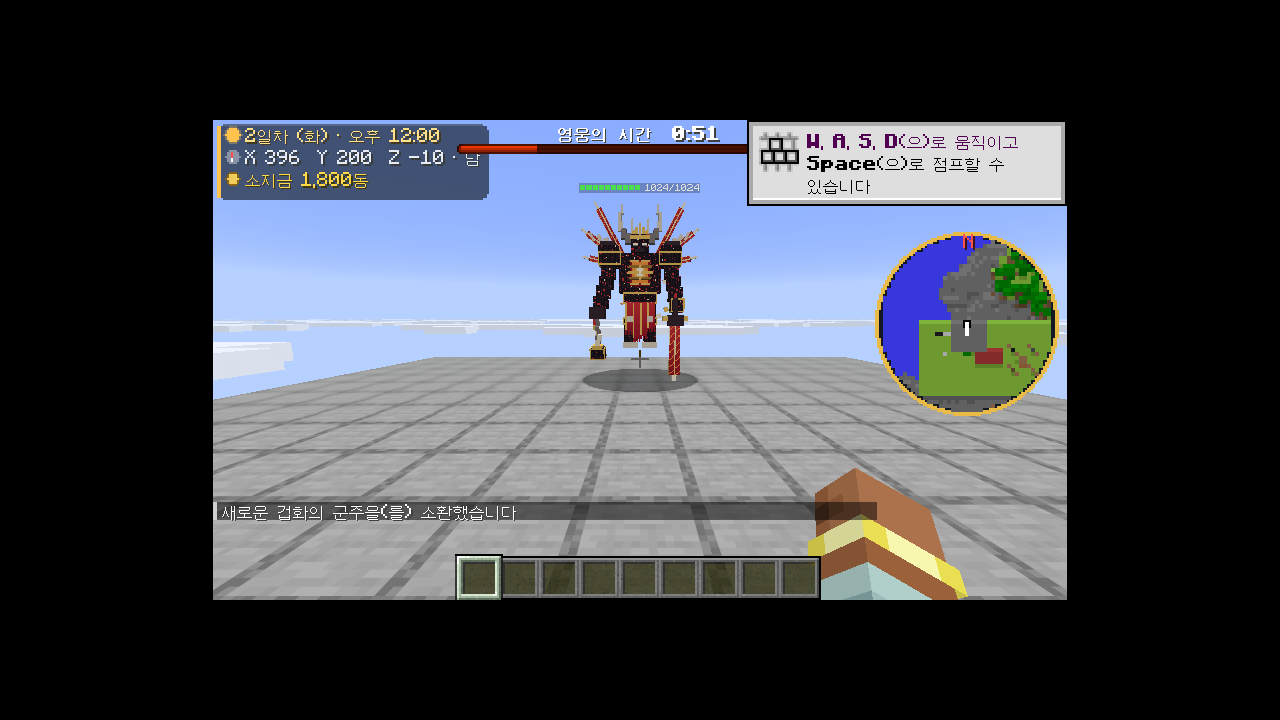 2일차 (화) · 오후 12:00
X 396 Y 200 Z -10 · 남
소지금 1,800동
영웅의 시간 0:51
W, A, S, D(으)로 움직이고
Space(으)로 점프할 수
있습니다
1024/1024
N
새로운 겁화의 군주을(를) 소환했습니다